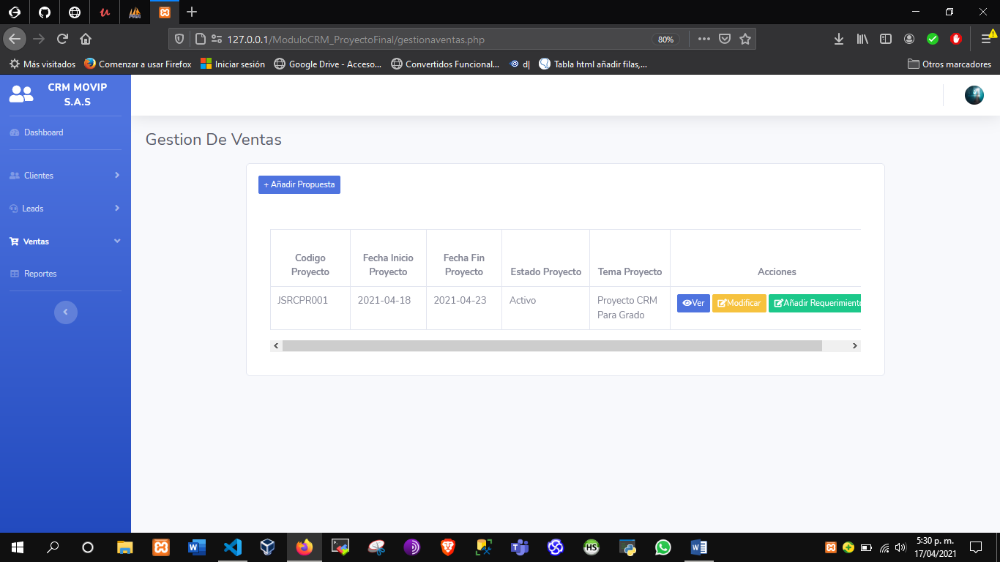 127.0.0.1/ModuloCRM_ProyectoFinal/gestionaventas.php
80%
Más visitados
Comenzar a usar Firefox
Iniciar sesión
Google Drive - Acceso...
Convertidos Funcional...
d|
Tabla html añadir filas,...
Otros marcadores
CRM MOVIP
S.A.S
Dashboard
Clientes
Leads
Ventas
Reportes
Gestion De Ventas
+ Añadir Propuesta
Codigo Proyecto
Fecha Inicio Proyecto
Fecha Fin Proyecto
Estado Proyecto
Tema Proyecto
Acciones
JSRCPR001
2021-04-18
2021-04-23
Activo
Proyecto CRM
Para Grado
Ver
Modificar
Añadir Requerimiento
5:30 p. m.
17/04/2021